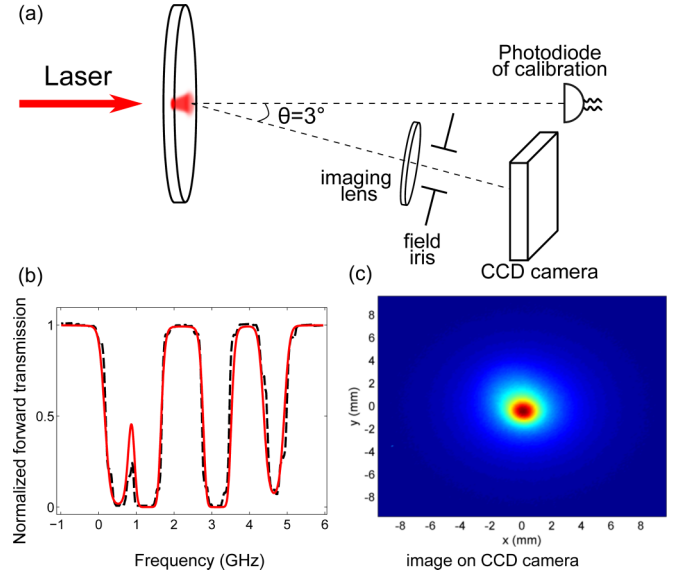 (a)
Laser
Photodiode
of calibration
θ=3°
imaging
lens
field
iris
CCD camera
(b)
Normalized forward transmission
1
0.5
0
-1 0 1 2 3 4 5 6
Frequency (GHz)
(c)
y (mm)
8
6
4
2
0
-2
-4
-6
-8
-8 -6 -4 -2 0 2 4 6 8
x (mm)
image on CCD camera